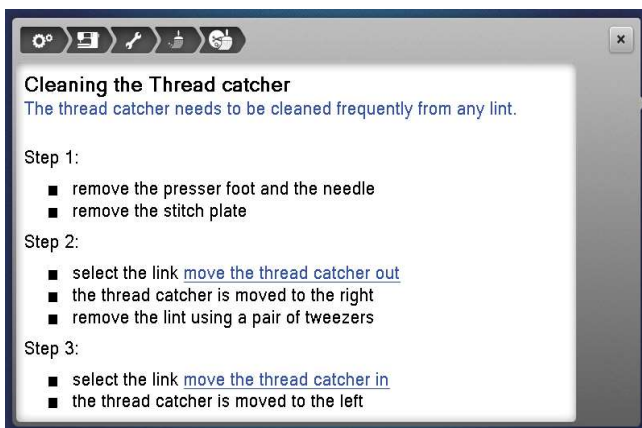 Cleaning the Thread catcher
The thread catcher needs to be cleaned frequently from any lint.
Step 1:
■ remove the presser foot and the needle
■ remove the stitch plate
Step 2:
■ select the link move the thread catcher out
■ the thread catcher is moved to the right
■ remove the lint using a pair of tweezers
Step 3:
■ select the link move the thread catcher in
■ the thread catcher is moved to the left